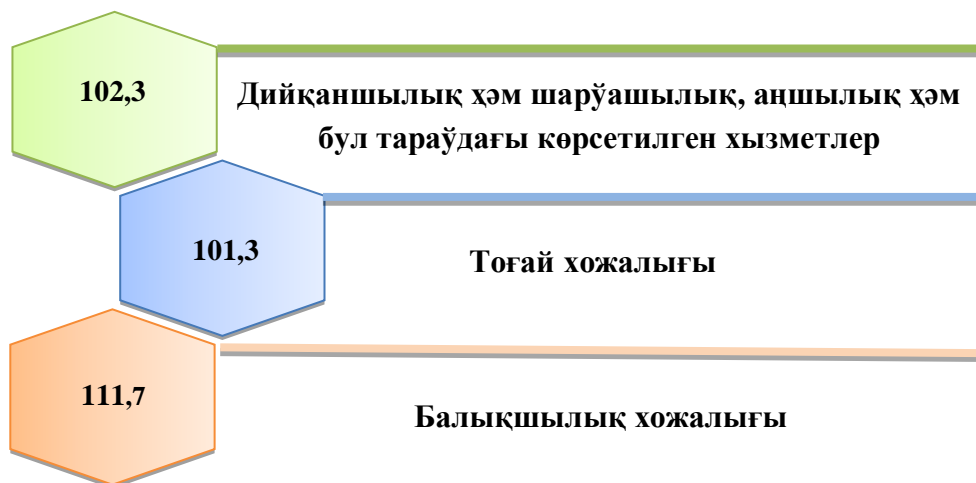 102,3
Дийқаншылық ҳәм шарўашылық, аңшылық ҳәм
бул тараўдағы көрсетилген хызметлер
101,3
Тоғай хожалығы
111,7
Балықшылық хожалығы